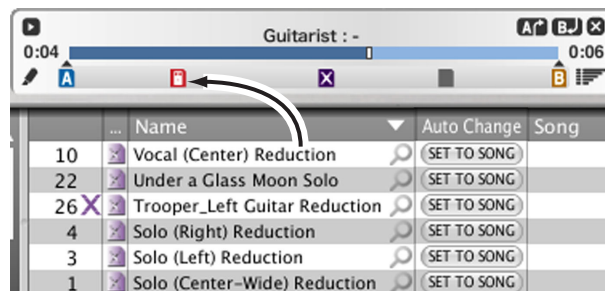 Guitarist : -
A B
0:04 0:06
A X B
... Name Auto Change Song
10 Vocal (Center) Reduction SET TO SONG
22 Under a Glass Moon Solo SET TO SONG
26 X Trooper_Left Guitar Reduction SET TO SONG
4 Solo (Right) Reduction SET TO SONG
3 Solo (Left) Reduction SET TO SONG
1 Solo (Center-Wide) Reduction SET TO SONG